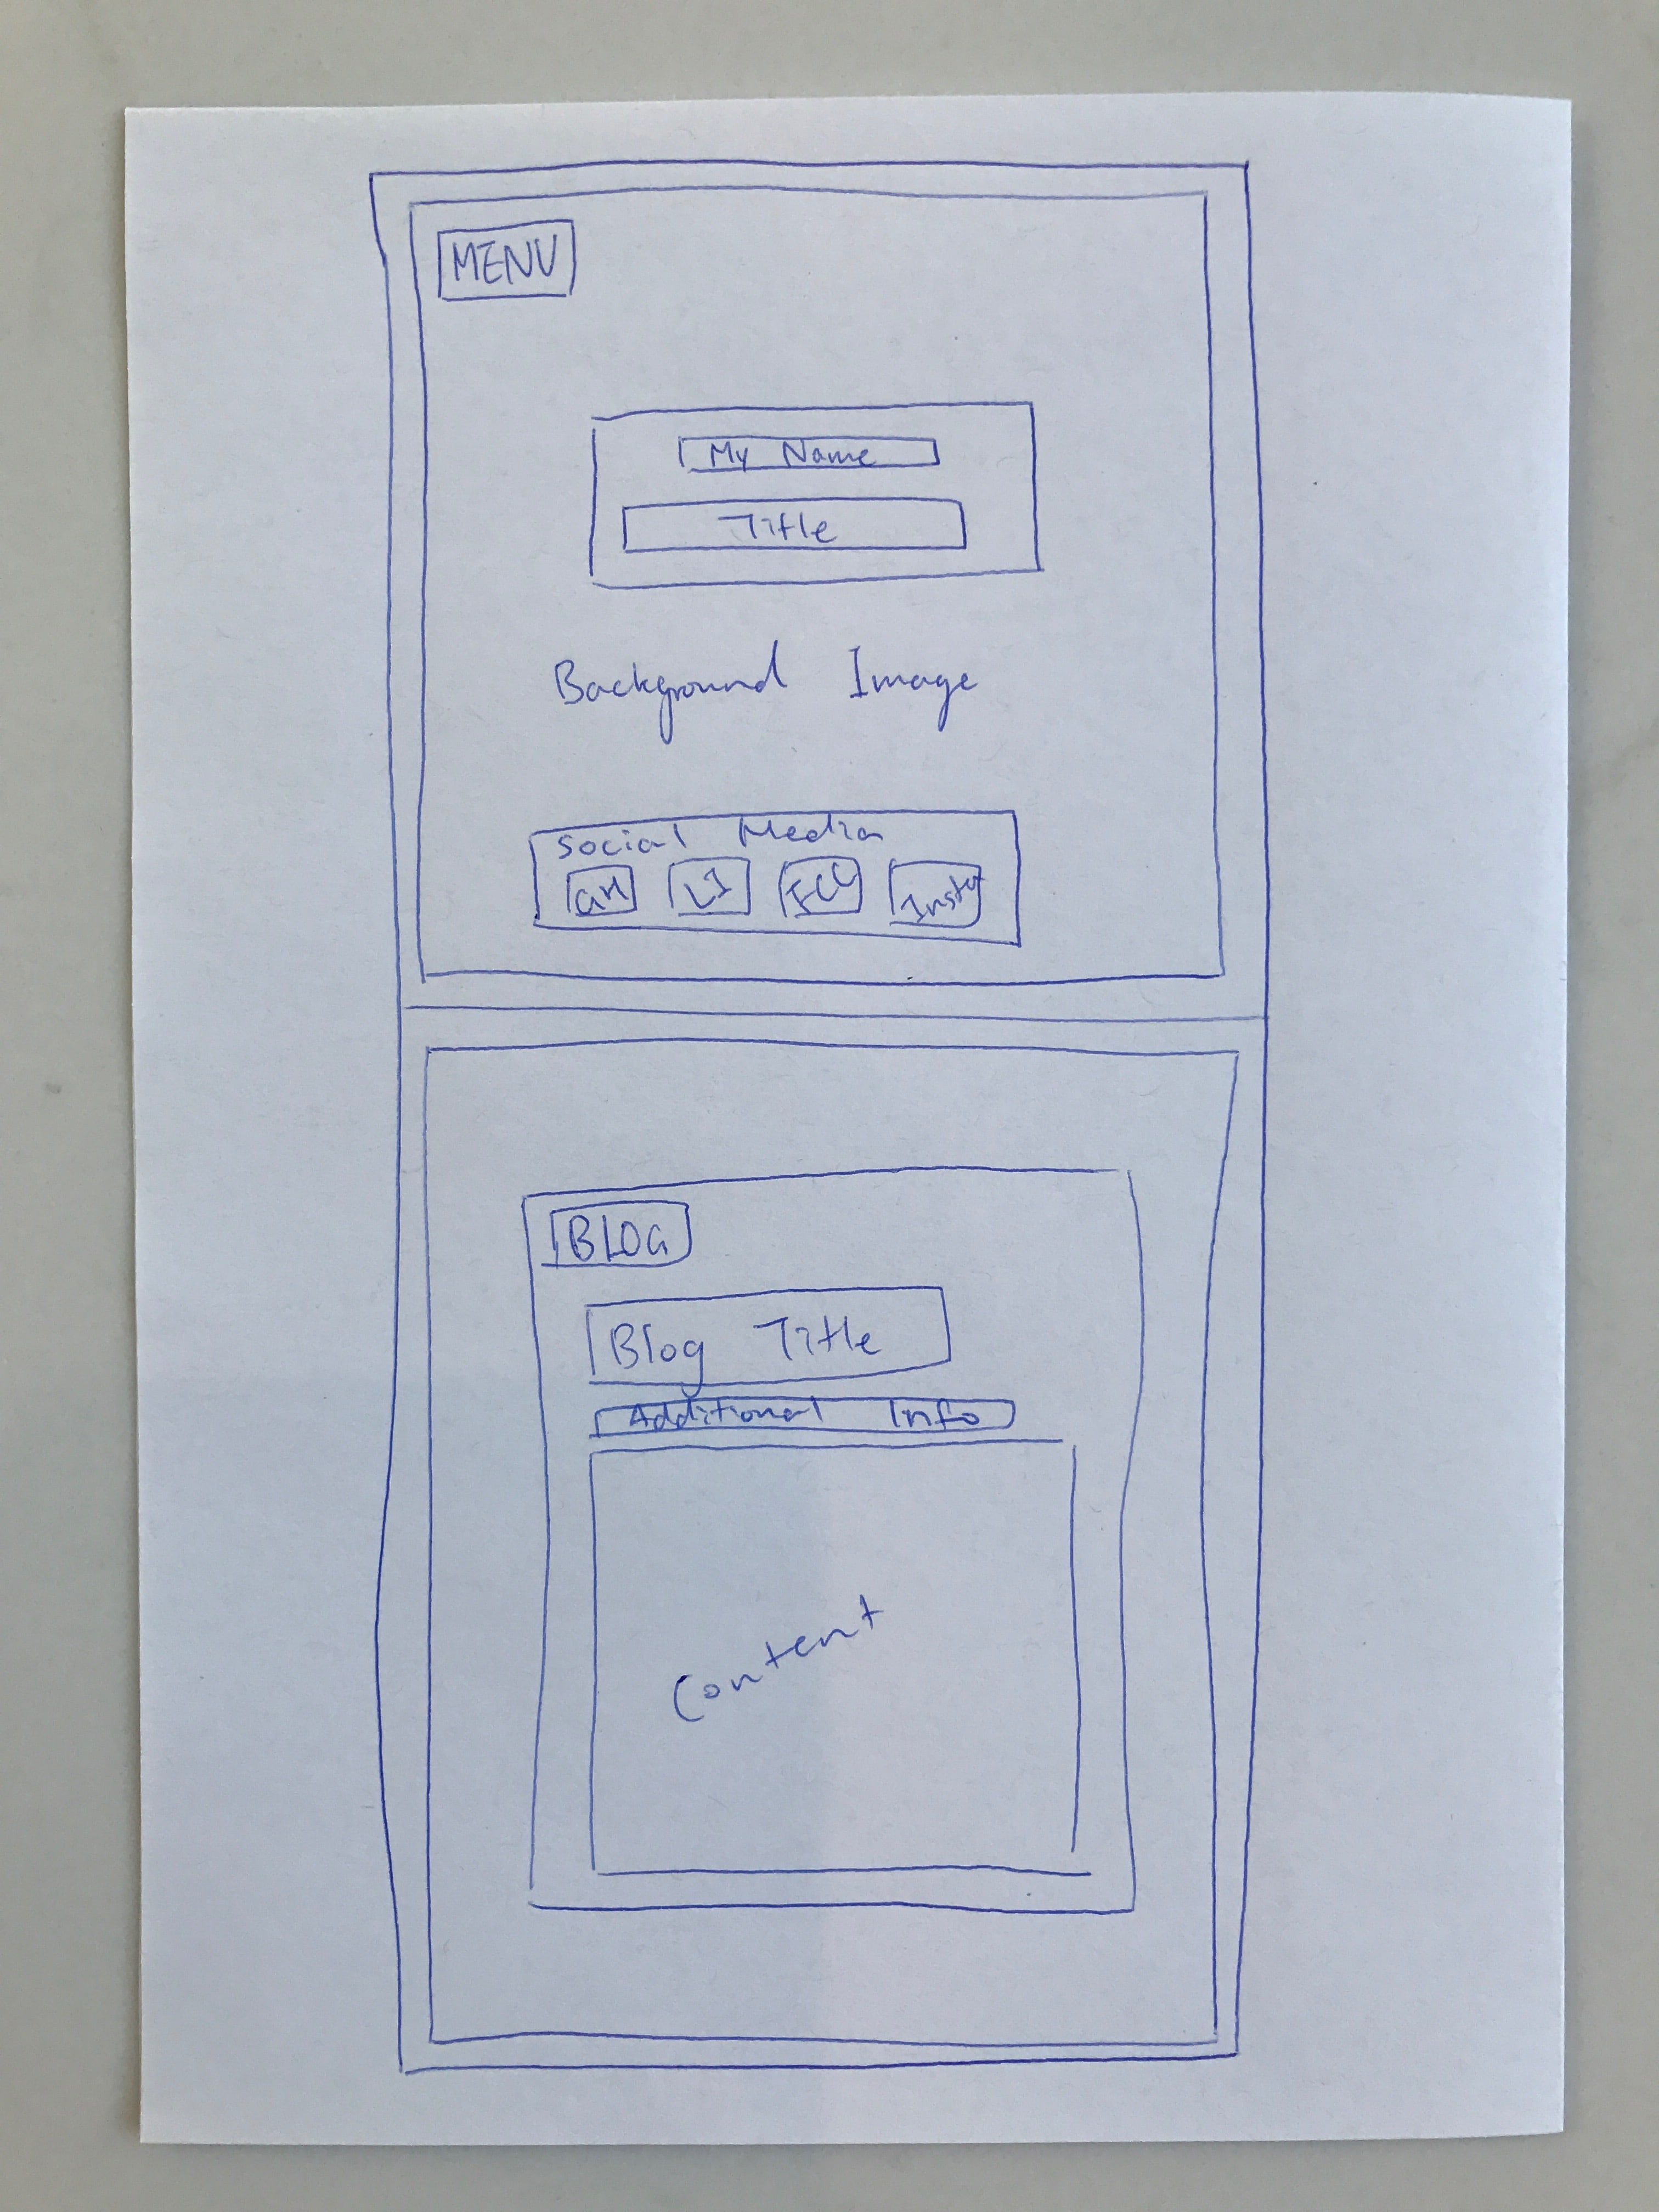 MENU
My Name
Title
Background Image
Social Media
GH LI FCC Insta
BLOG
Blog Title
Additional Info
Content